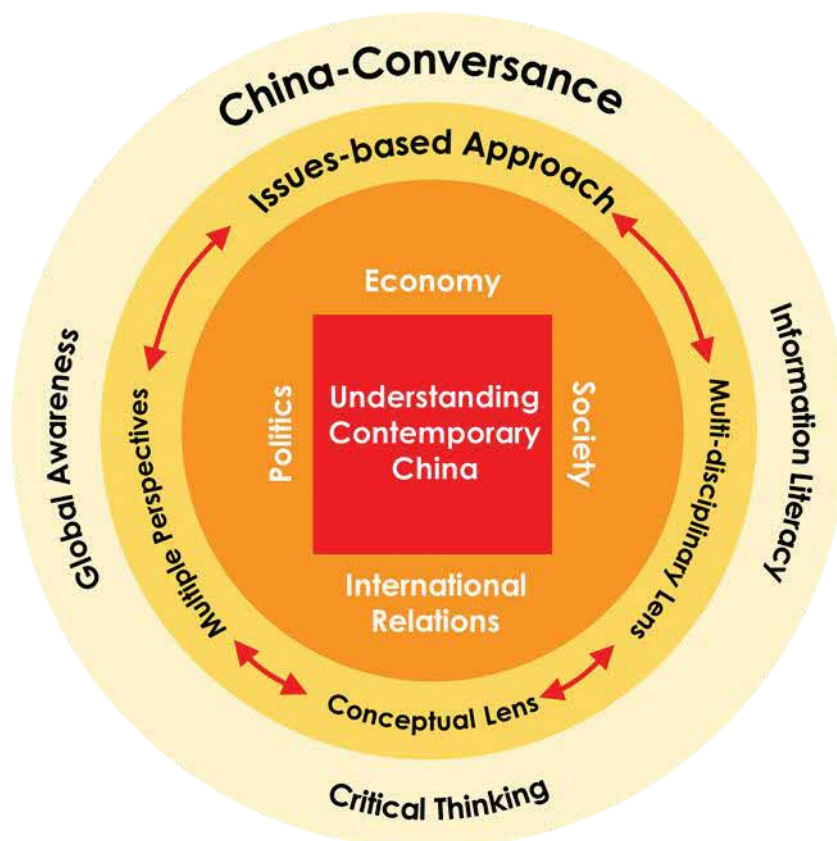 China-Conversance
Issues-based Approach
Economy
Politics
Understanding
Contemporary
China
Society
International
Relations
Global Awareness
Multiple Perspectives
Multi-disciplinary Lens
Information Literacy
Conceptual Lens
Critical Thinking